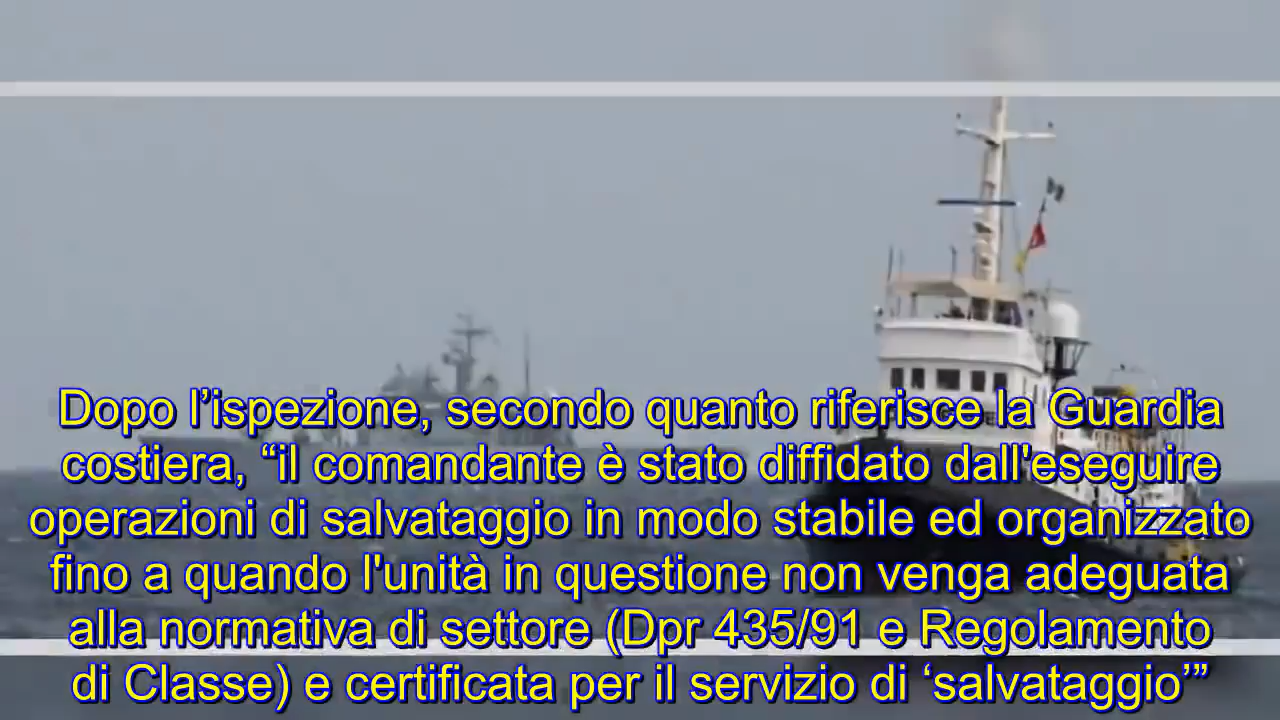 Dopo l’ispezione, secondo quanto riferisce la Guardia
costiera, “il comandante è stato diffidato dall'eseguire
operazioni di salvataggio in modo stabile ed organizzato
fino a quando l'unità in questione non venga adeguata
alla normativa di settore (Dpr 435/91 e Regolamento
di Classe) e certificata per il servizio di ‘salvataggio’”